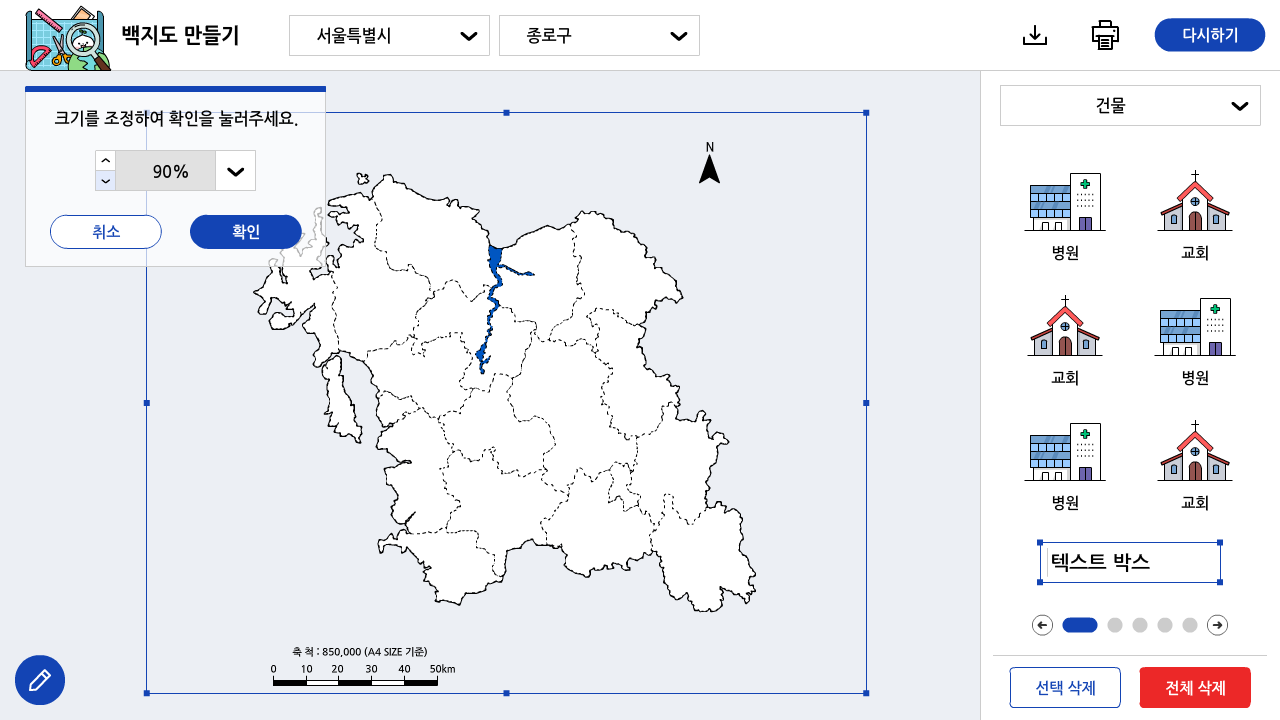 백지도 만들기
서울특별시
종로구
다시하기
크기를 조정하여 확인을 눌러주세요.
90%
취소
확인
N
축 척 : 850,000 (A4 SIZE 기준)
0 10 20 30 40 50km
건물
병원
교회
교회
병원
병원
교회
텍스트 박스
선택 삭제
전체 삭제